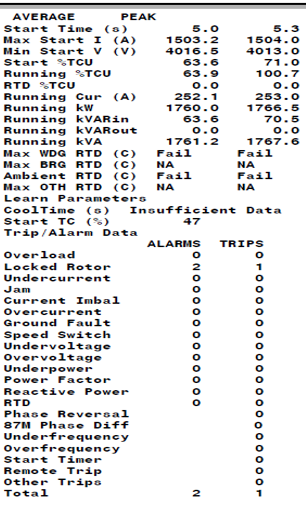 AVERAGE PEAK
Start Time (s) 5.0 5.3
Max Start I (A) 1503.2 1504.0
Min Start V (V) 4016.5 4013.0
Start %TCU 63.6 71.0
Running %TCU 63.9 100.7
RTD %TCU 0.0 0.0
Running Cur (A) 252.1 253.0
Running kW 1760.0 1766.8
Running kVARin 63.6 70.5
Running kVARout 0.0 0.0
Running kVA 1761.2 1767.6
Max WDG RTD (C) Fail Fail
Max BRG RTD (C) NA NA
Ambient RTD (C) Fail Fail
Max OTH RTD (C) NA NA
Learn Parameters
CoolTime (s) Insufficient Data
Start TC (%) 47
Trip/Alarm Data
ALARMS TRIPS
Overload 0 0
Locked Rotor 2 1
Undercurrent 0 0
Jam 0 0
Current Imbal 0 0
Overcurrent 0 0
Ground Fault 0 0
Speed Switch 0 0
Undervoltage 0 0
Overvoltage 0 0
Underpower 0 0
Power Factor 0 0
Reactive Power 0 0
RTD 0 0
Phase Reversal 0
87M Phase Diff 0
Underfrequency 0
Overfrequency 0
Start Timer 0
Remote Trip 0
Other Trips 0
Total 2 1